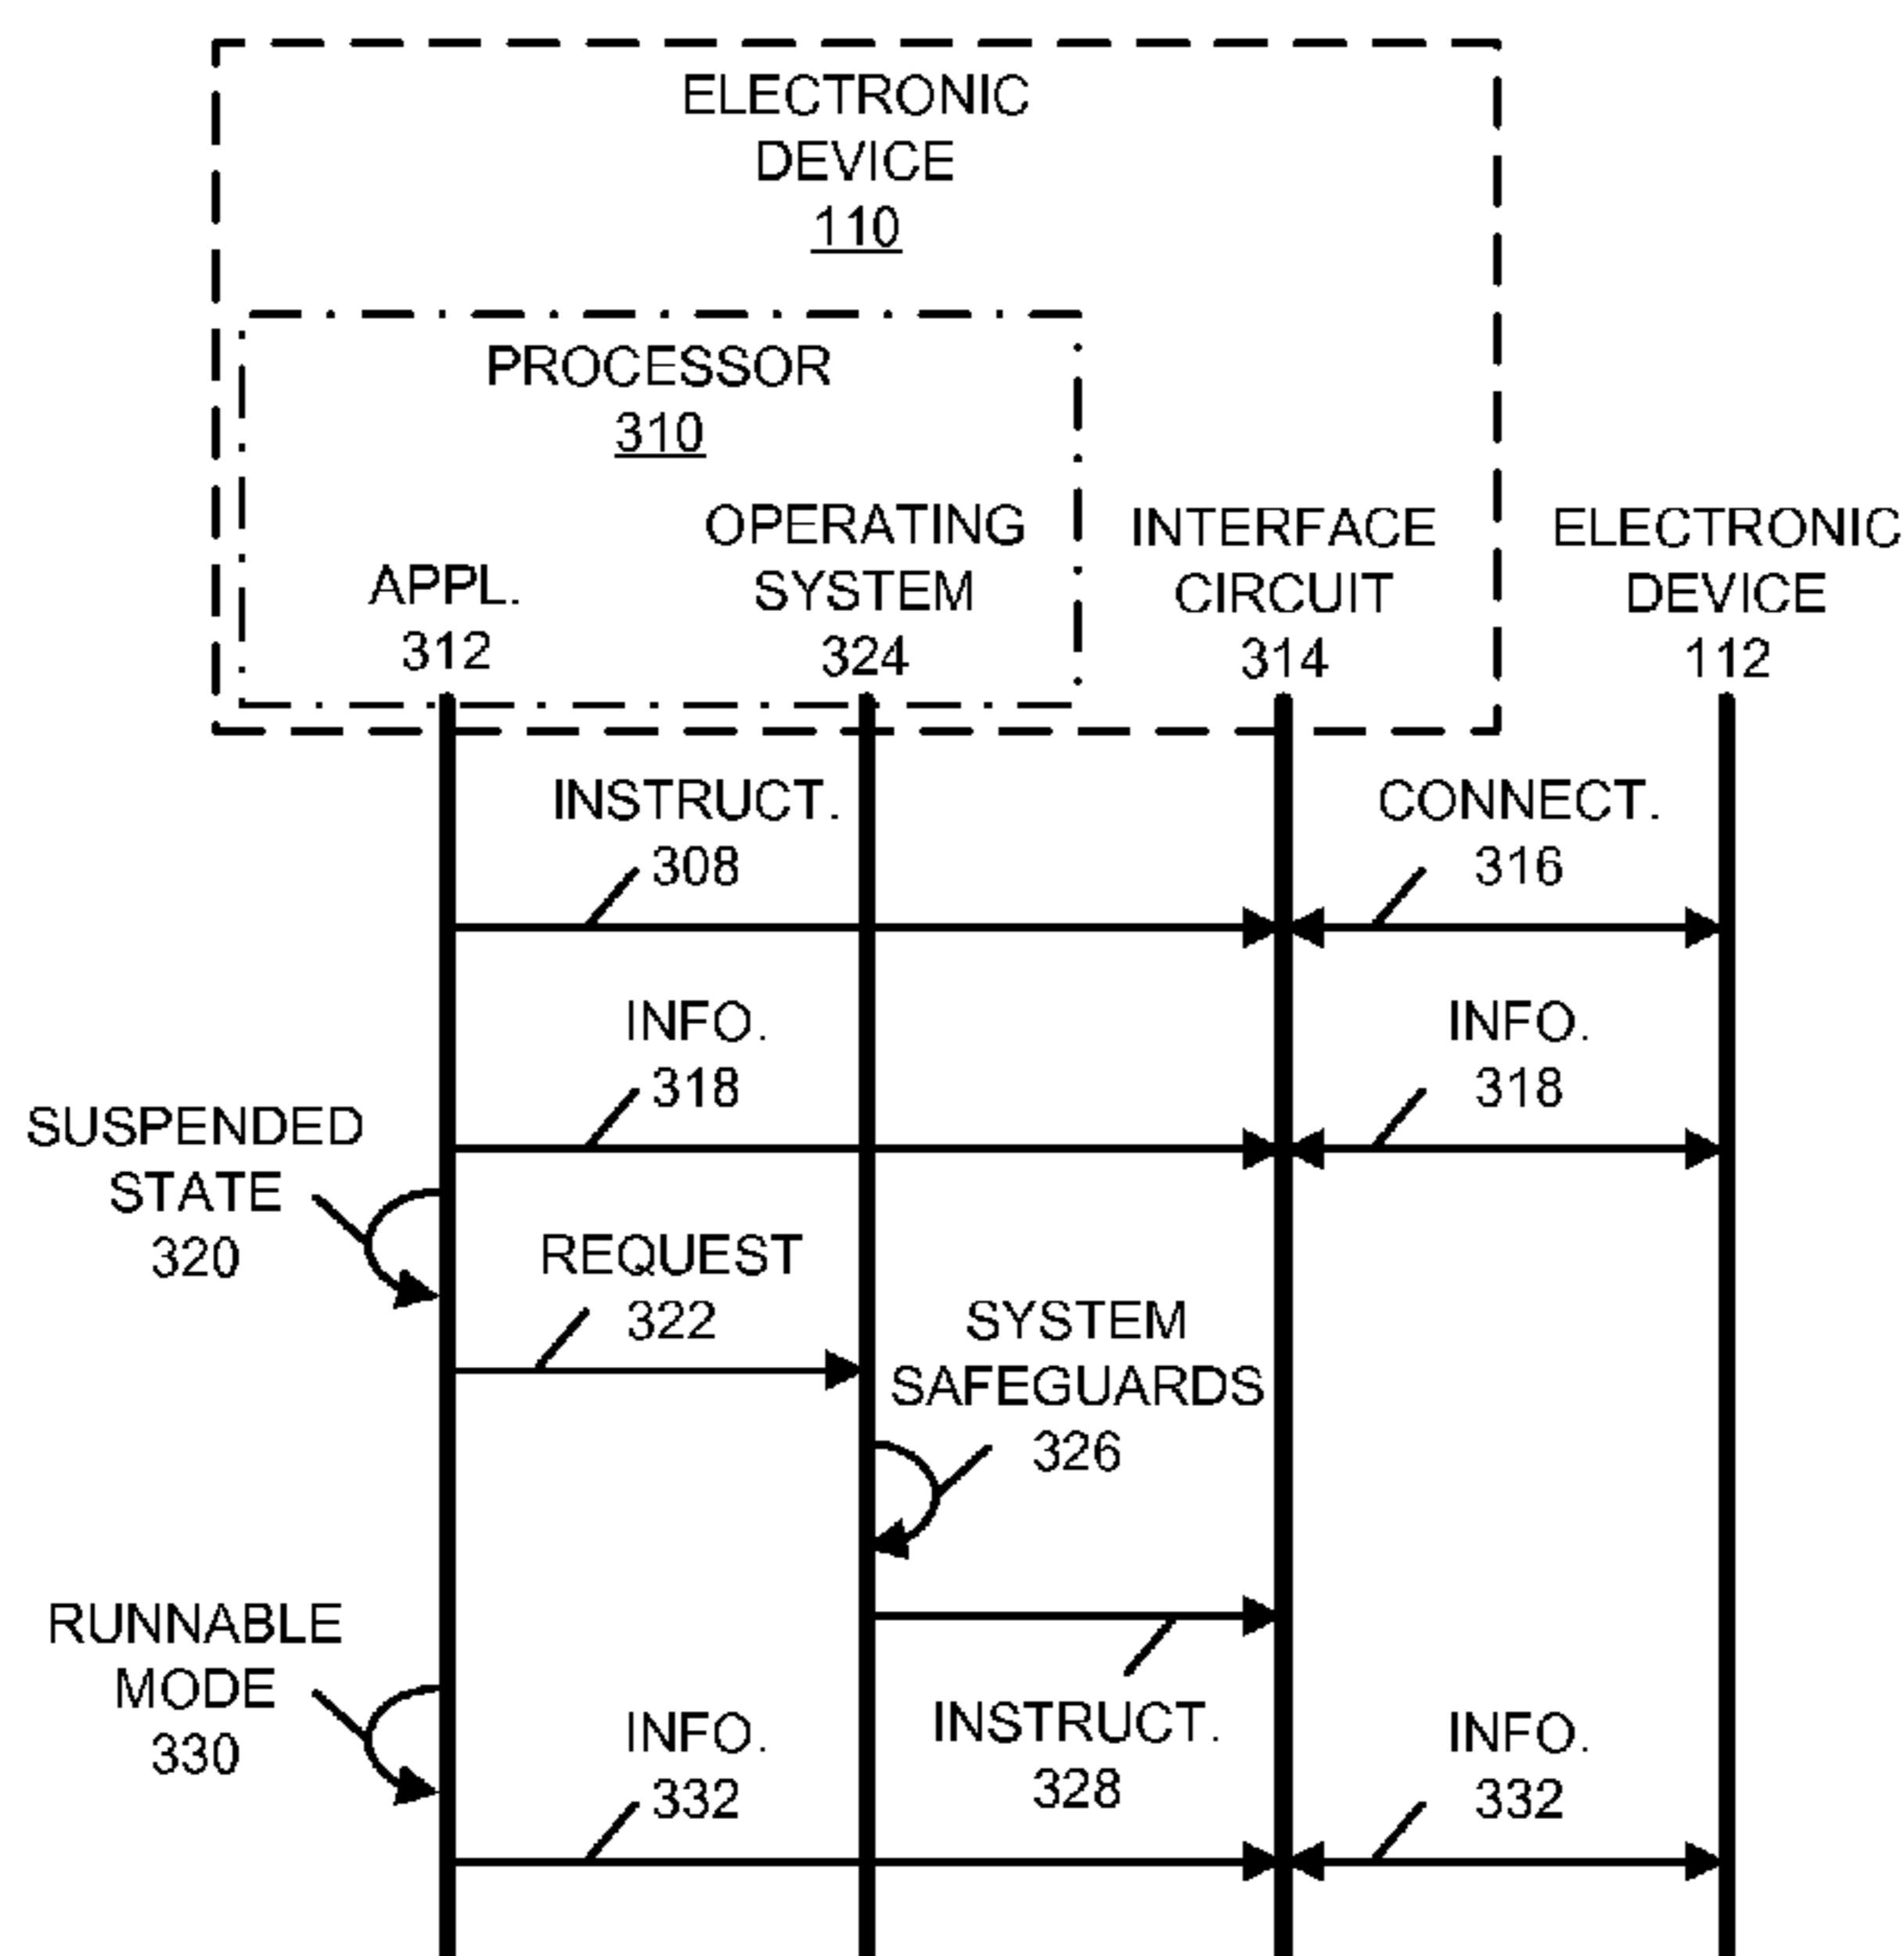 ELECTRONIC
DEVICE
110
PROCESSOR
310
APPL.
312
OPERATING
SYSTEM
324
INTERFACE
CIRCUIT
314
ELECTRONIC
DEVICE
112
INSTRUCT.
308
CONNECT.
316
INFO.
318
INFO.
318
SUSPENDED
STATE
320
REQUEST
322
SYSTEM
SAFEGUARDS
326
INSTRUCT.
328
RUNNABLE
MODE
330
INFO.
332
INFO.
332